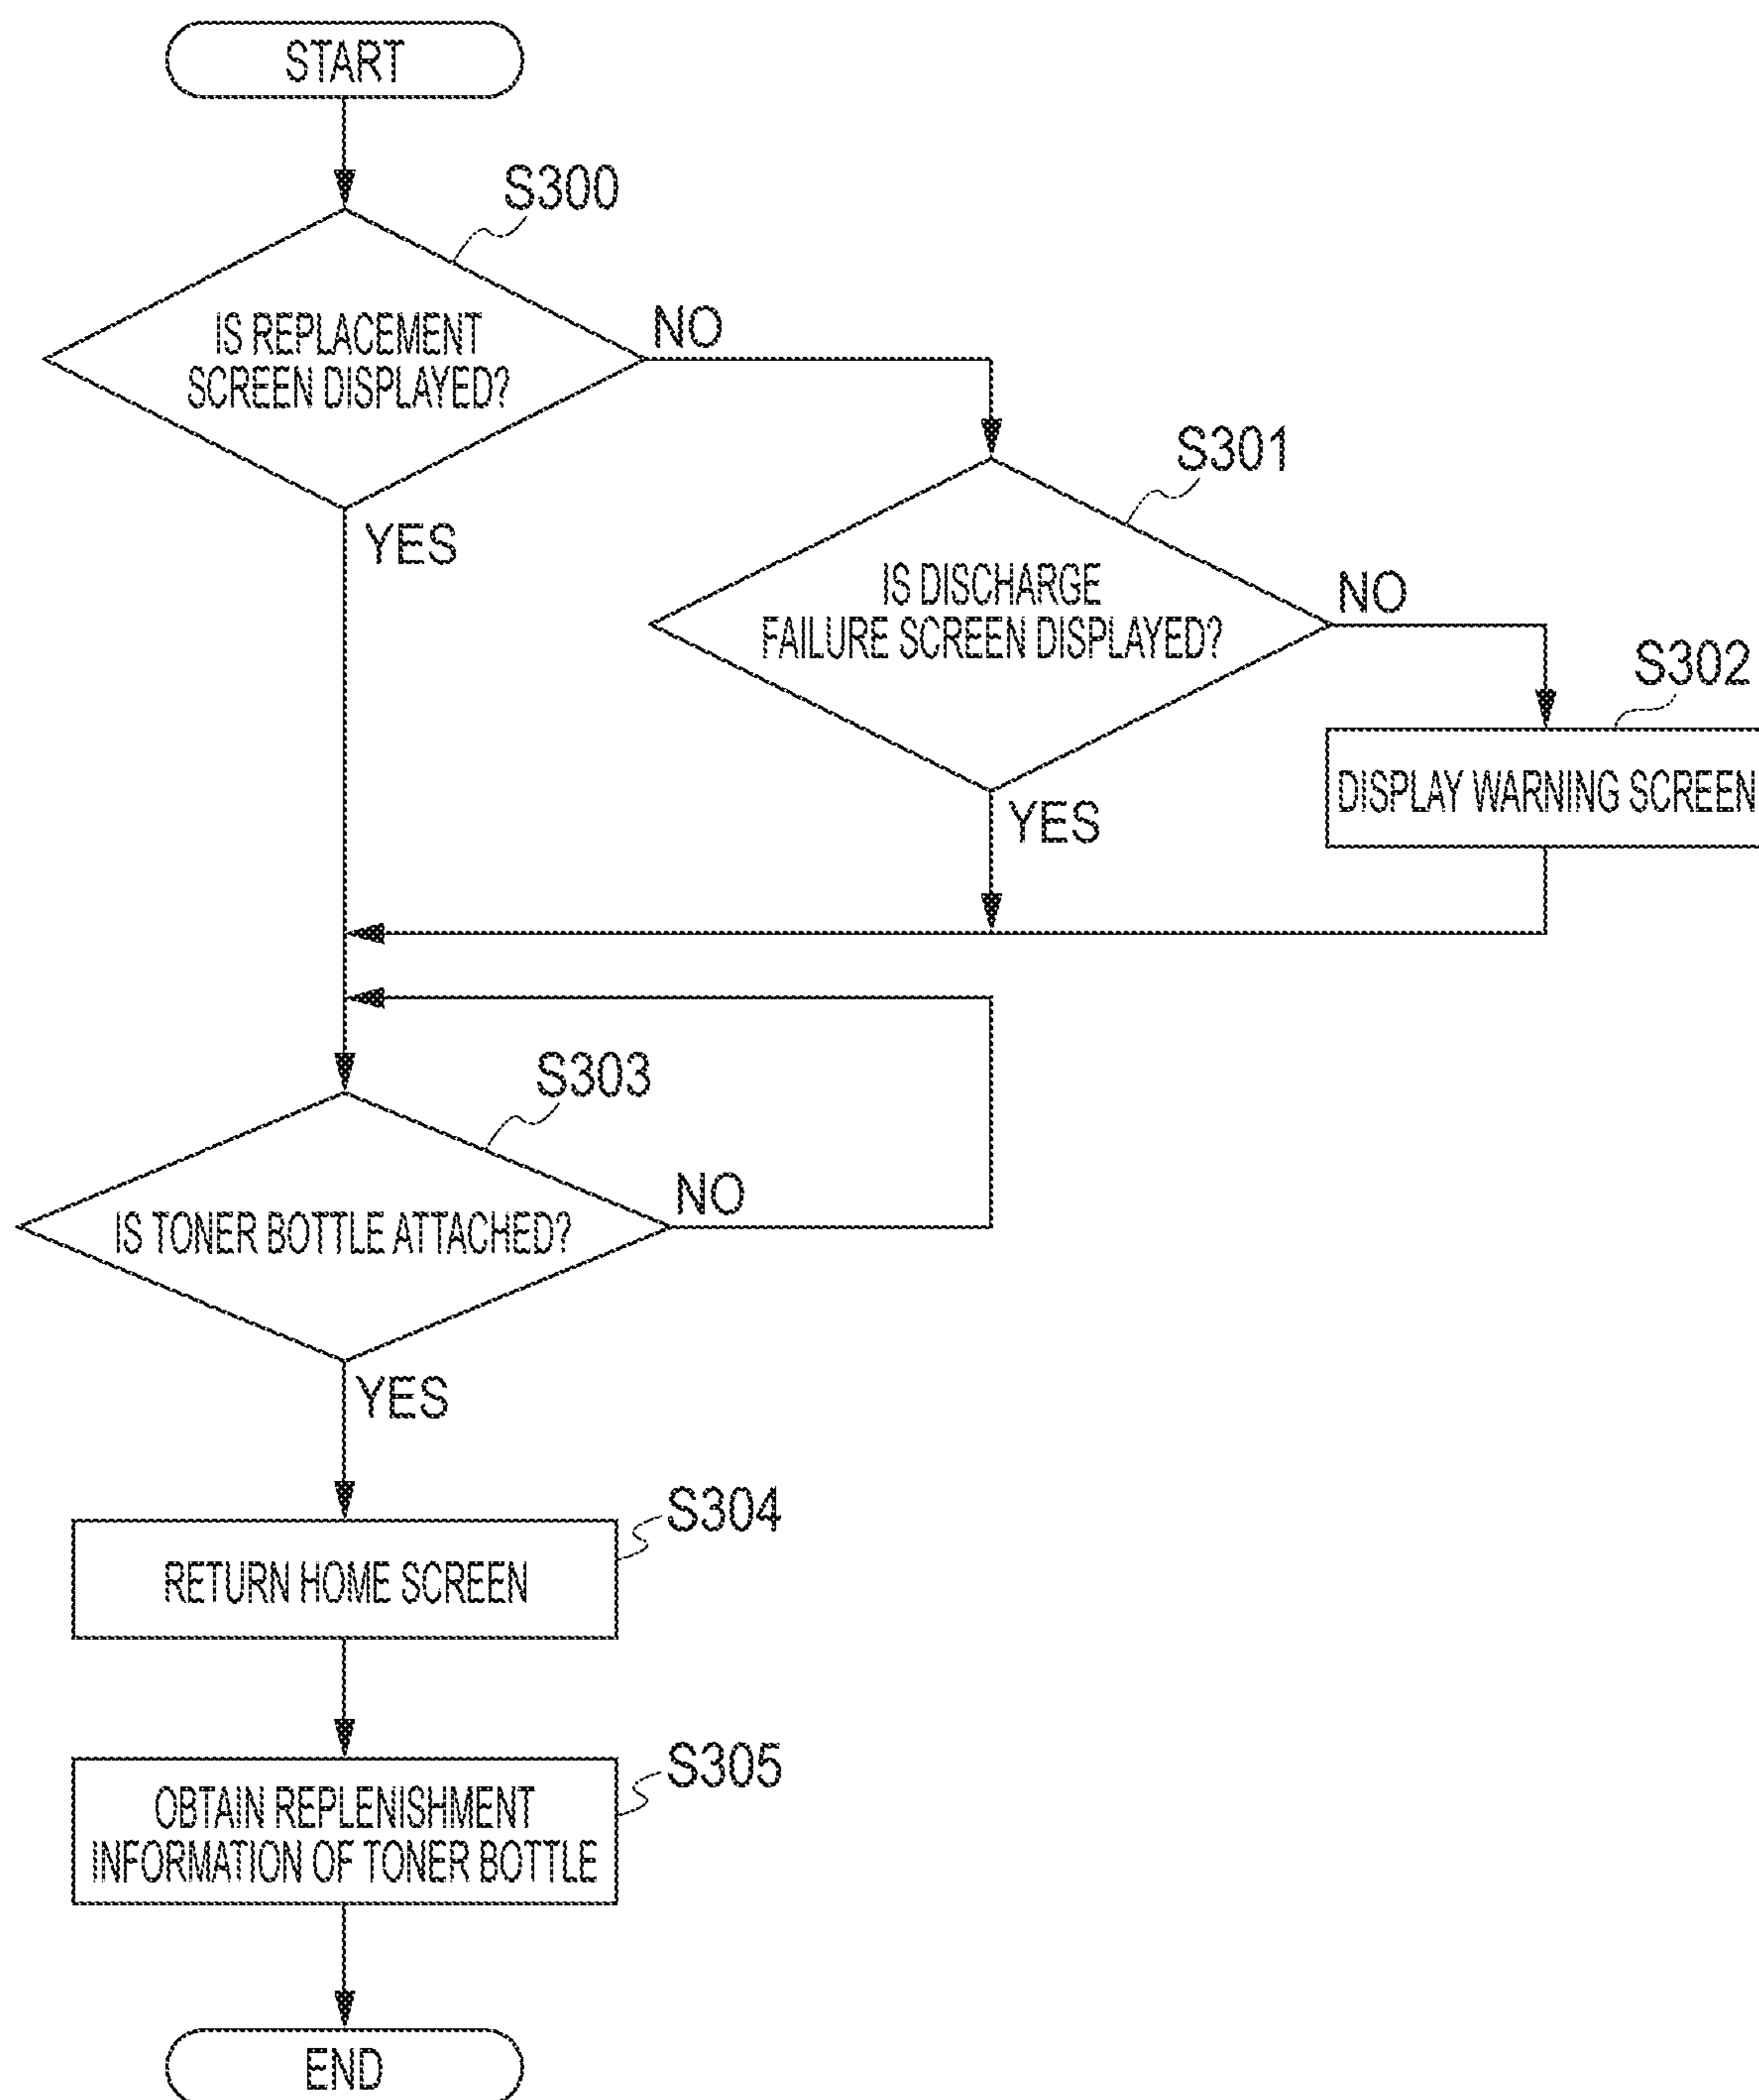 START
S300
IS REPLACEMENT
SCREEN DISPLAYED?
NO
YES
S301
IS DISCHARGE
FAILURE SCREEN DISPLAYED?
NO
YES
S302
DISPLAY WARNING SCREEN
S303
IS TONER BOTTLE ATTACHED?
NO
YES
S304
RETURN HOME SCREEN
S305
OBTAIN REPLENISHMENT
INFORMATION OF TONER BOTTLE
END